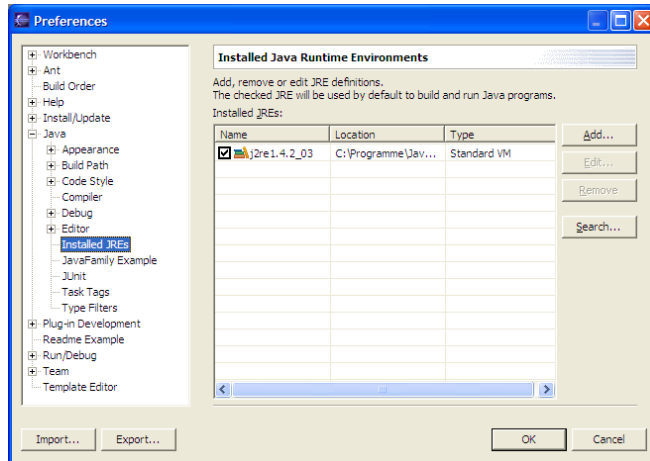 Preferences
Workbench
Ant
Build Order
Help
Install/Update
Java
Appearance
Build Path
Code Style
Compiler
Debug
Editor
Installed JREs
JavaFamily Example
JUnit
Task Tags
Type Filters
Plug-in Development
Readme Example
Run/Debug
Team
Template Editor
Installed Java Runtime Environments
Add, remove or edit JRE definitions.
The checked JRE will be used by default to build and run Java programs.
Installed JREs:
Name Location Type
j2re1.4.2_03 C:\Programme\Jav... Standard VM
Add...
Edit...
Remove
Search...
Import... Export... OK Cancel